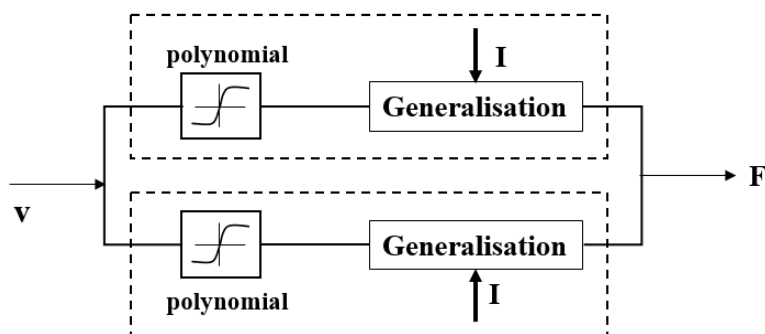 polynomial
I
Generalisation
F
v
Generalisation
I
polynomial